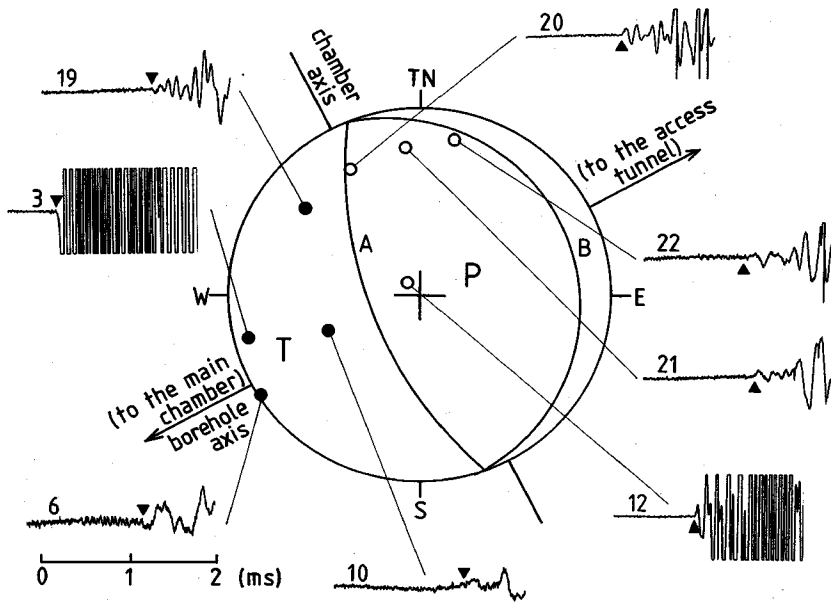 20
19
chamber
axis
TN
(to the access
tunnel)
3
A
B
P
22
W
E
T
21
(to the main
chamber)
borehole
axis
12
6
S
10
0 1 2 (ms)